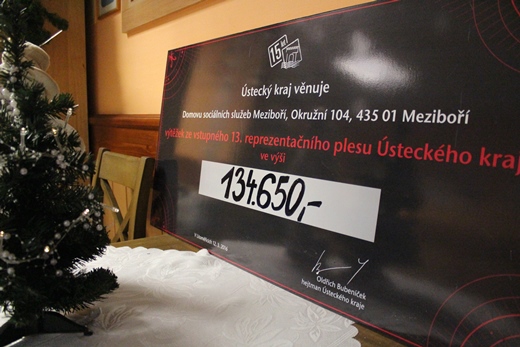 15 let
Ústecký kraj věnuje
Domovu sociálních služeb Meziboří, Okružní 104, 435 01 Meziboří
výtěžek ze vstupného 13. reprezentačního plesu Ústeckého kraje
ve výši
134.650,-
Oldřich Bubeníček
hejtman Ústeckého kraje